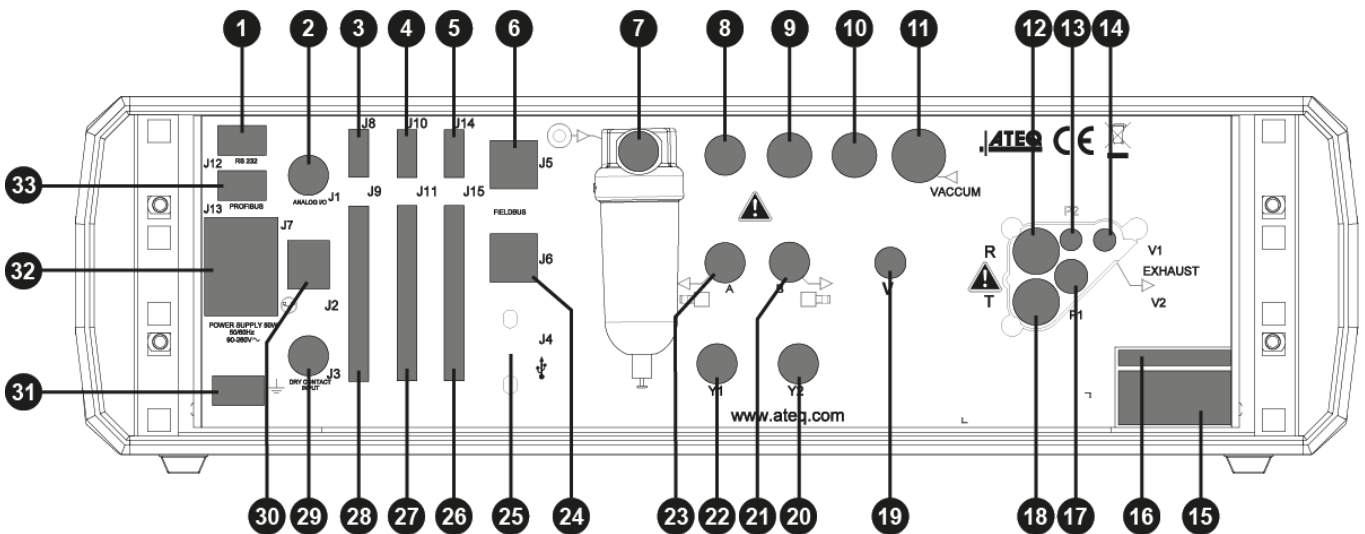 1 2 3 4 5 6 7 8 9 10 11 12 13 14
J8 J10 J14
J12 RS 232
J5
.ATEQ CE
33 PROFIBUS J1 J9 J11 J15
ANALOG I/O
VACCUM
J13 J7
FIELDBUS
P2
R V1
32 J6
EXHAUST
J2 A B V T V2
P1
POWER SUPPLY 50W
50/60Hz
90-260V~
J4
J3
DRY CONTACT
INPUT
31 Y1 Y2
www.ateq.com
30 29 28 27 26 25 24 23 22 21 20 19 18 17 16 15